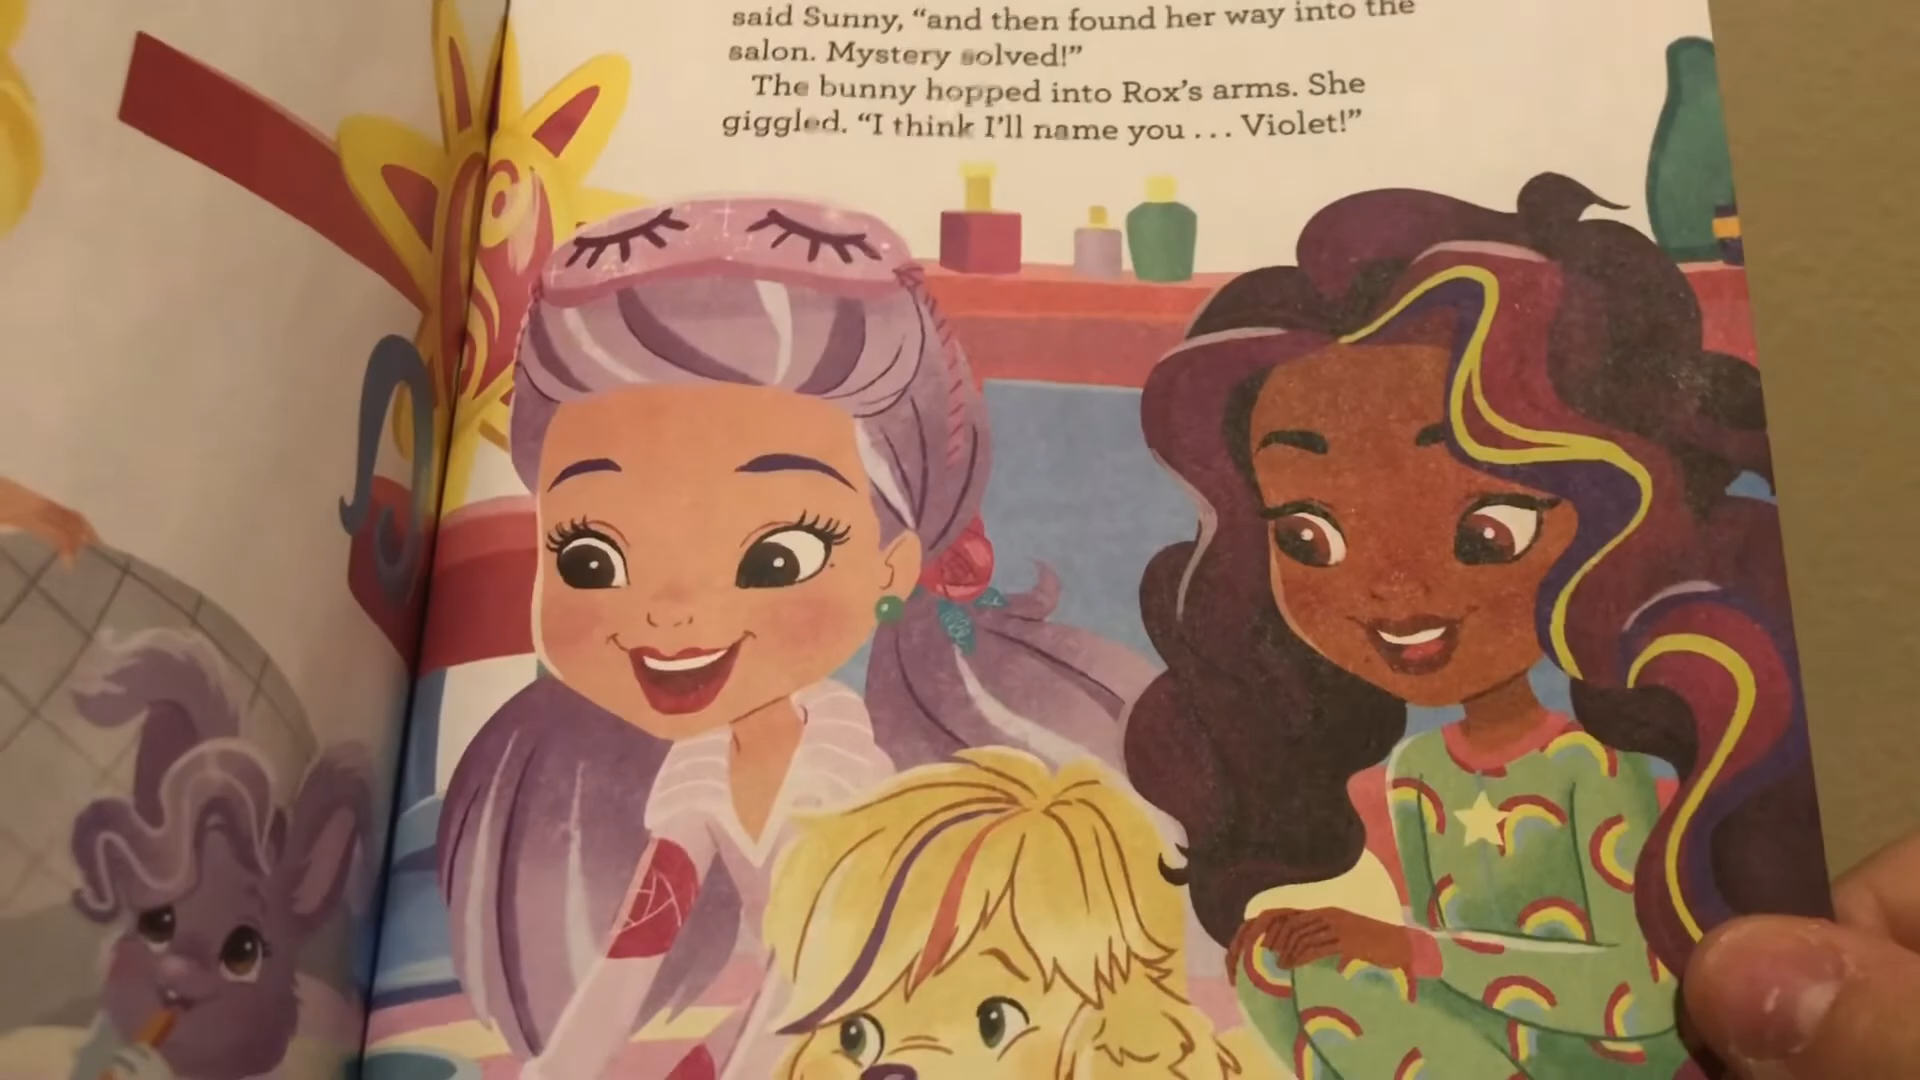 said Sunny, “and then found her way into the
salon. Mystery solved!”
The bunny hopped into Rox’s arms. She
giggled. “I think I’ll name you . . . Violet!”